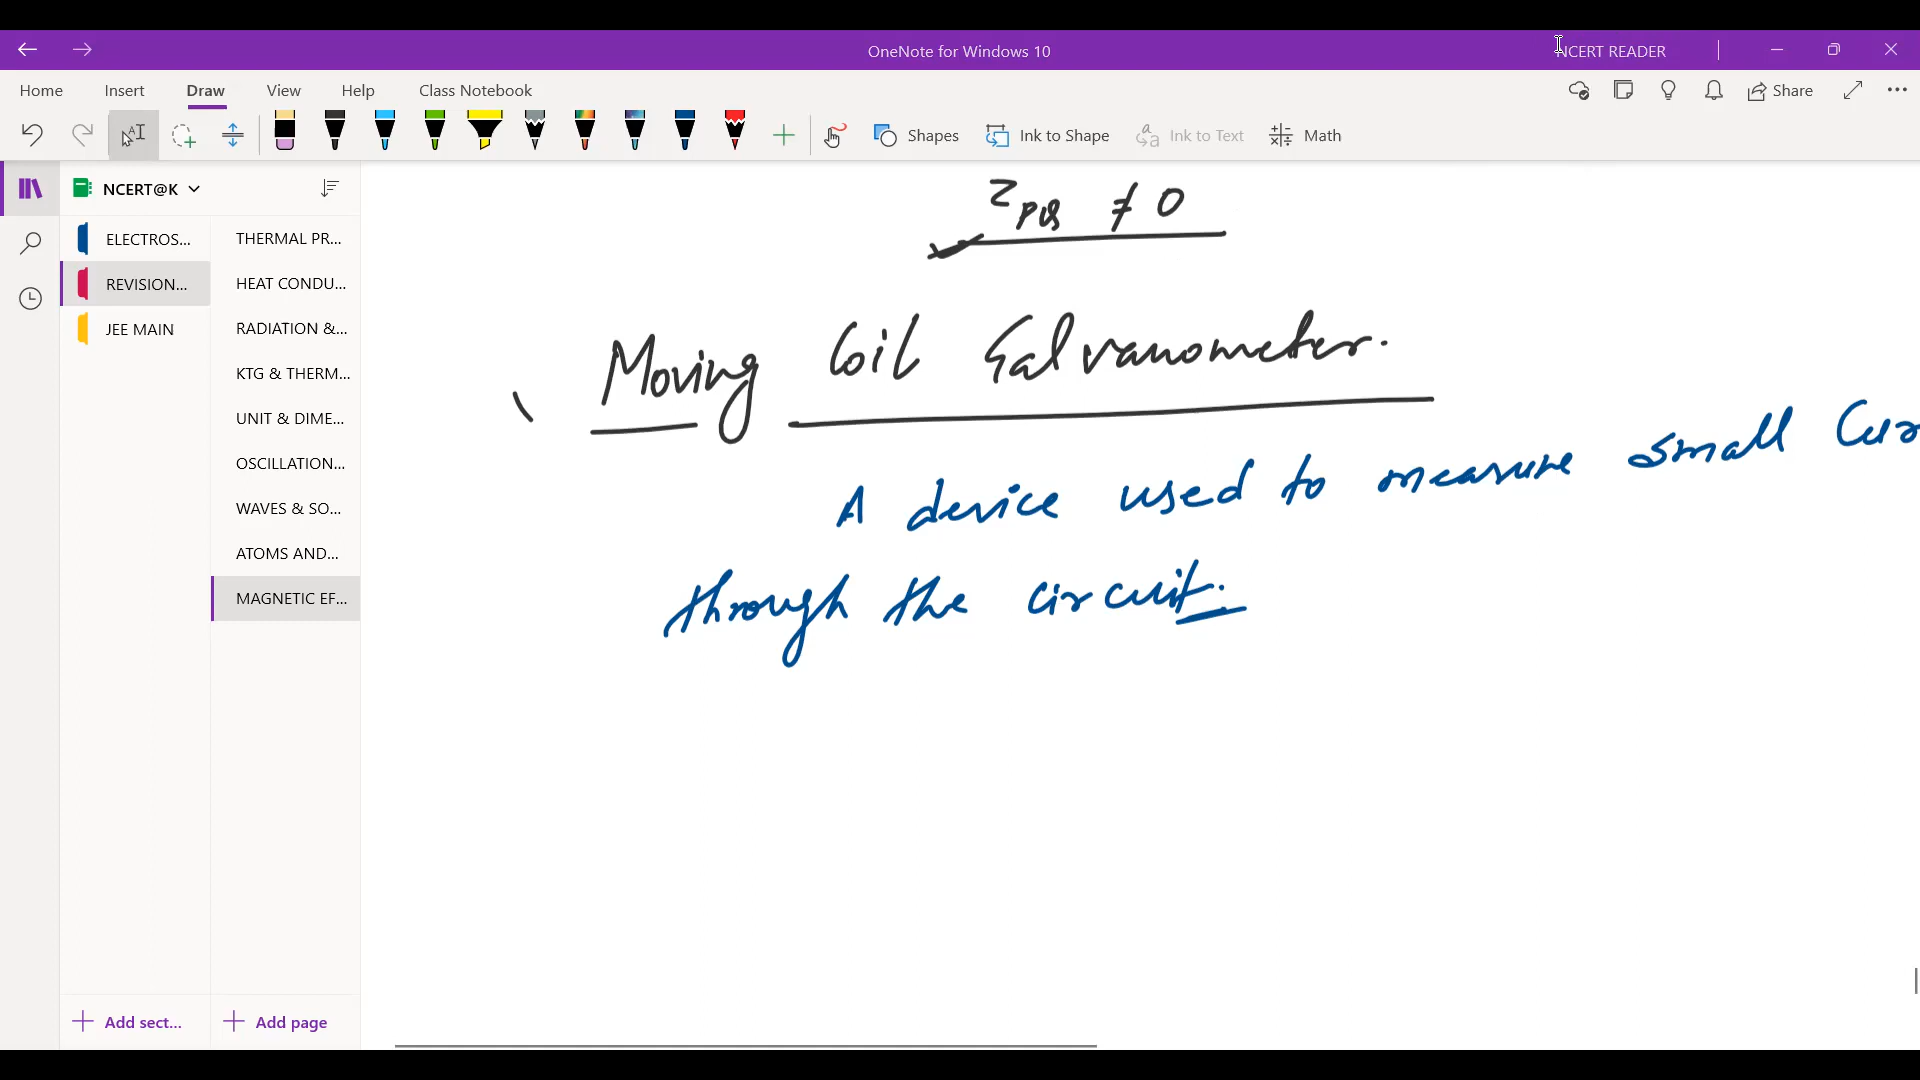 OneNote for Windows 10
NCERT READER
Home Insert Draw View Help Class Notebook
Share
Shapes Ink to Shape Ink to Text Math
NCERT@K
ELECTROS...
REVISION...
JEE MAIN
THERMAL PR...
HEAT CONDU...
RADIATION &...
KTG & THERM...
UNIT & DIME...
OSCILLATION...
WAVES & SO...
ATOMS AND...
MAGNETIC EF...
Add sect...
Add page
≠ 0
Moving Coil Galvanometer.
A device used to measure small Cur
through the circuit.